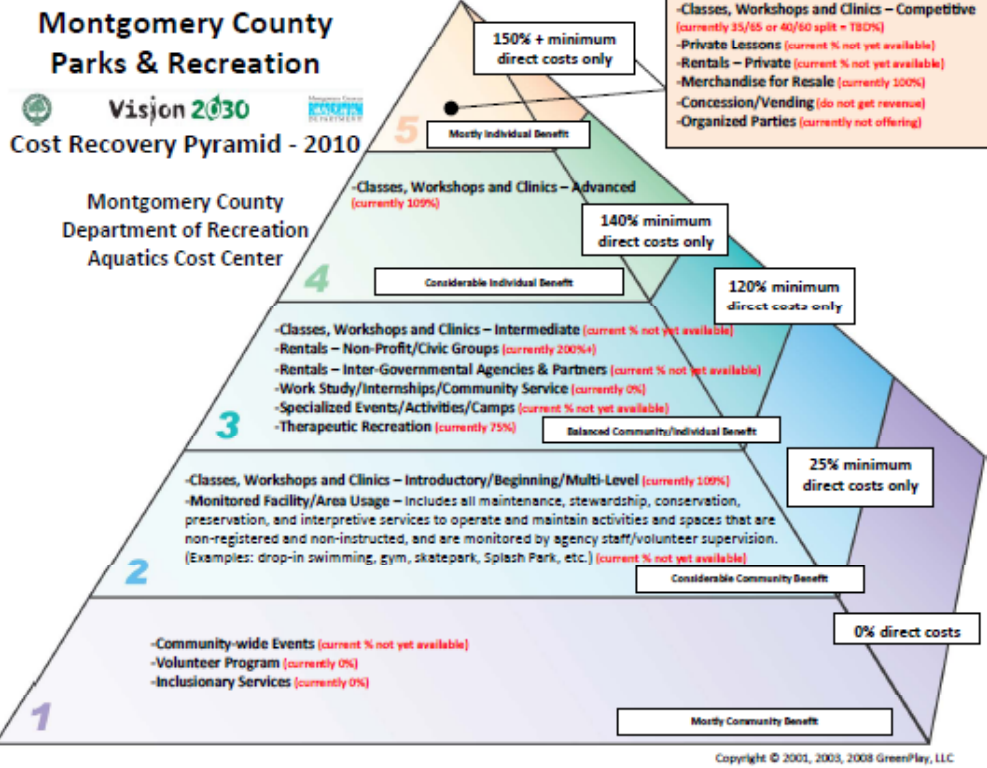 Montgomery County
Parks & Recreation
Vision 2030
Cost Recovery Pyramid - 2010
Montgomery County
Department of Recreation
Aquatics Cost Center
150% + minimum
direct costs only
-Classes, Workshops and Clinics – Competitive
(currently 35/65 or 40/60 split = TBD%)
-Private Lessons (current % not yet available)
-Rentals – Private (current % not yet available)
-Merchandise for Resale (currently 100%)
-Concession/Vending (do not get revenue)
-Organized Parties (currently not offering)
5
Mostly Individual Benefit
-Classes, Workshops and Clinics – Advanced
(currently 109%)
140% minimum
direct costs only
4
Considerable Individual Benefit
120% minimum
direct costs only
-Classes, Workshops and Clinics – Intermediate (current % not yet available)
-Rentals – Non-Profit/Civic Groups (currently 200%+)
-Rentals – Inter-Governmental Agencies & Partners (current % not yet available)
-Work Study/Internships/Community Service (currently 0%)
-Specialized Events/Activities/Camps (current % not yet available)
-Therapeutic Recreation (currently 75%)
3
Balanced Community/Individual Benefit
25% minimum
direct costs only
-Classes, Workshops and Clinics – Introductory/Beginning/Multi-Level (currently 109%)
-Monitored Facility/Area Usage – Includes all maintenance, stewardship, conservation,
preservation, and interpretive services to operate and maintain activities and spaces that are
non-registered and non-instructed, and are monitored by agency staff/volunteer supervision.
(Examples: drop-in swimming, gym, skatepark, Splash Park, etc.) (current % not yet available)
2
Considerable Community Benefit
0% direct costs
-Community-wide Events (current % not yet available)
-Volunteer Program (currently 0%)
-Inclusionary Services (currently 0%)
1
Mostly Community Benefit
Copyright © 2001, 2003, 2008 GreenPlay, LLC